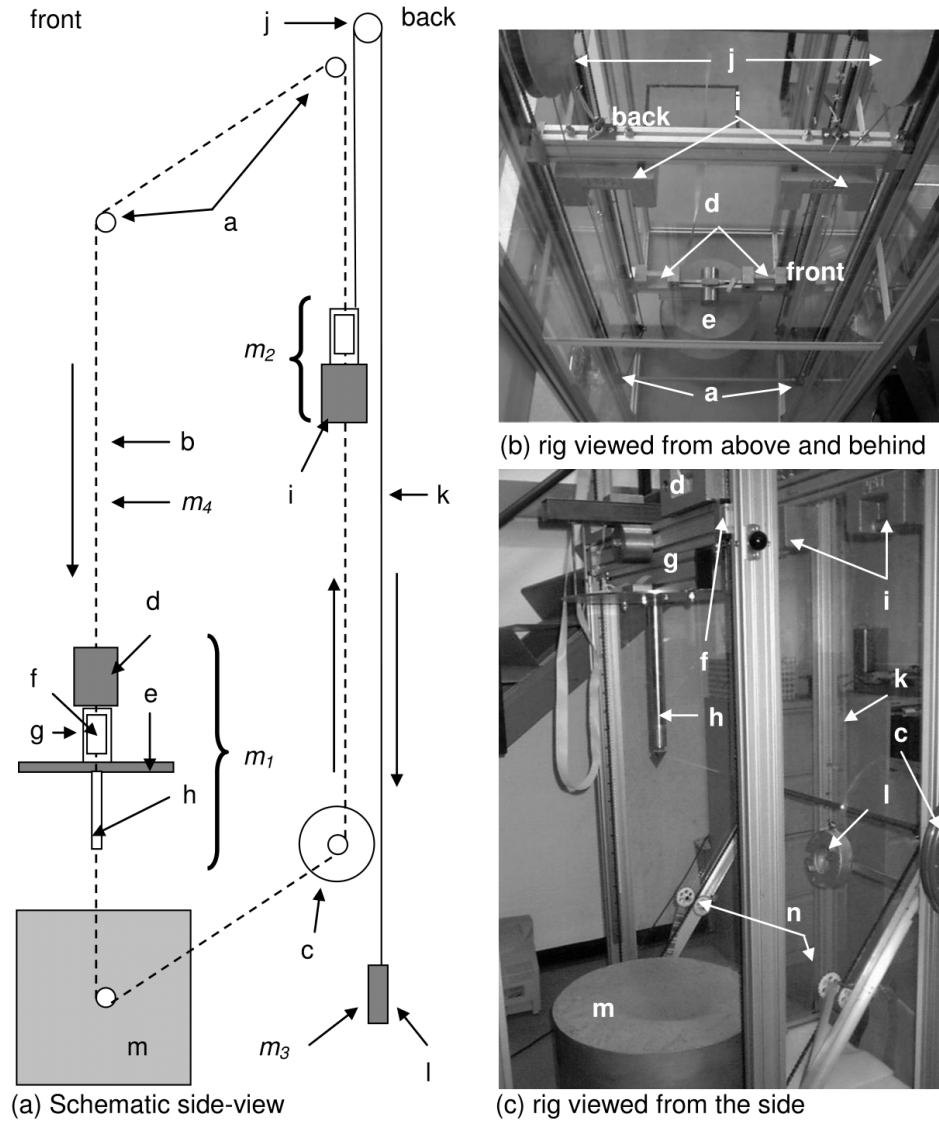 front
j
back
a
m2
b
i
k
m4
d
f
e
g
m1
h
c
m
m3
l
(a) Schematic side-view
j
i
back
d
front
e
a
(b) rig viewed from above and behind
d
g
i
f
k
h
c
l
n
m
(c) rig viewed from the side